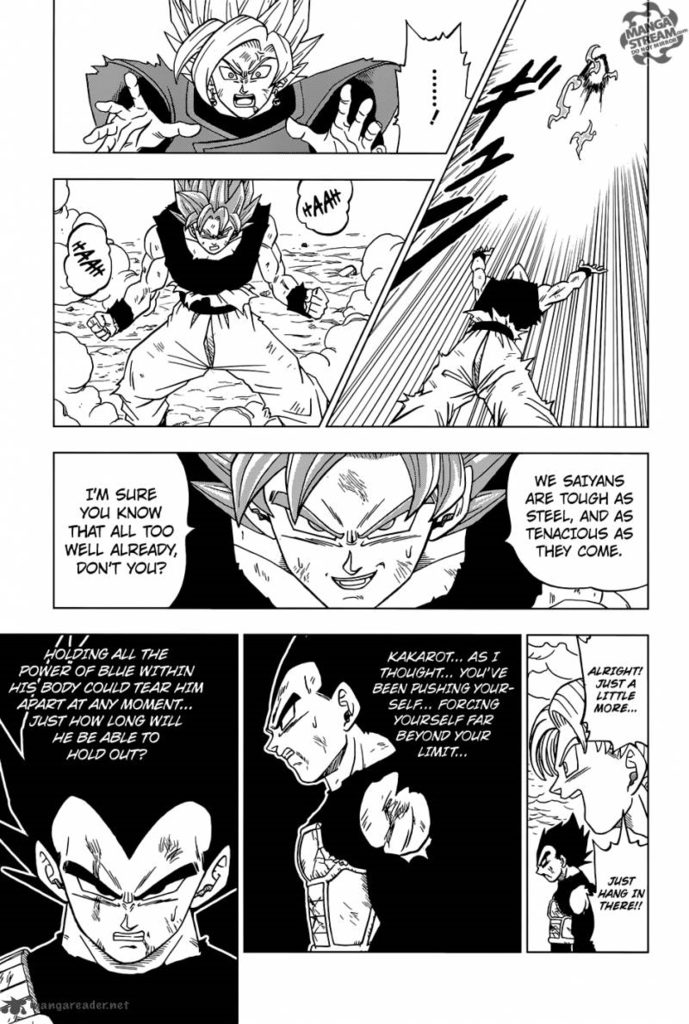 MANGA
STREAM.COM
DO NOT MIRROR
......
HAAH
HAAH
WE SAIYANS
ARE TOUGH AS
STEEL, AND AS
TENACIOUS AS
THEY COME.
I'M SURE
YOU KNOW
THAT ALL TOO
WELL ALREADY,
DON'T YOU?
ALRIGHT!
JUST A
LITTLE
MORE...
JUST
HANG IN
THERE!!
KAKAROT... AS I
THOUGHT... YOU'VE
BEEN PUSHING YOUR-
SELF... FORCING
YOURSELF FAR
BEYOND YOUR
LIMIT...
HOLDING ALL THE
POWER OF BLUE WITHIN
HIS BODY COULD TEAR HIM
APART AT ANY MOMENT...
JUST HOW LONG WILL
HE BE ABLE TO
HOLD OUT?
mangareader.net